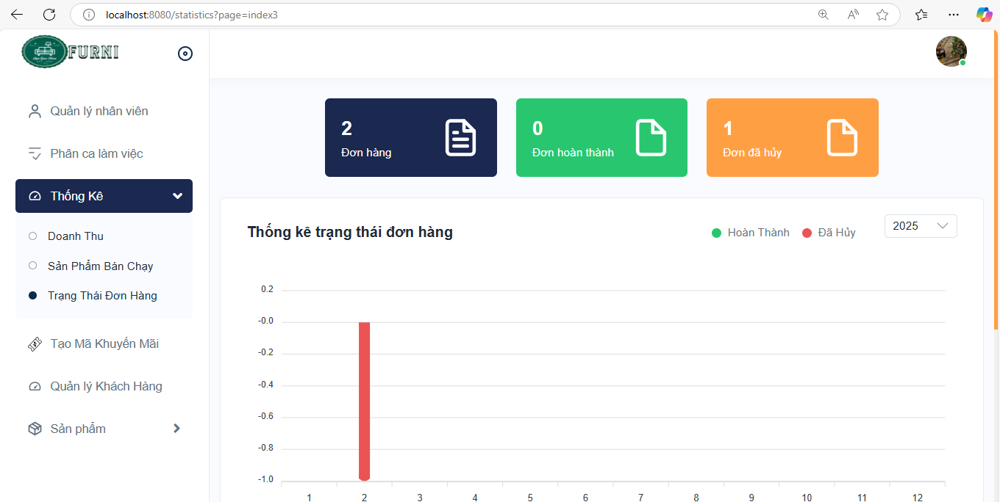 localhost:8080/statistics?page=index3
FURNI
Quản lý nhân viên
Phân ca làm việc
Thống Kê
Doanh Thu
Sản Phẩm Bán Chạy
Trạng Thái Đơn Hàng
Tạo Mã Khuyến Mãi
Quản lý Khách Hàng
Sản phẩm
2
Đơn hàng
0
Đơn hoàn thành
1
Đơn đã hủy
Thống kê trạng thái đơn hàng
Hoàn Thành
Đã Hủy
2025
0.2
-0.0
-0.2
-0.4
-0.6
-0.8
-1.0
1 2 3 4 5 6 7 8 9 10 11 12